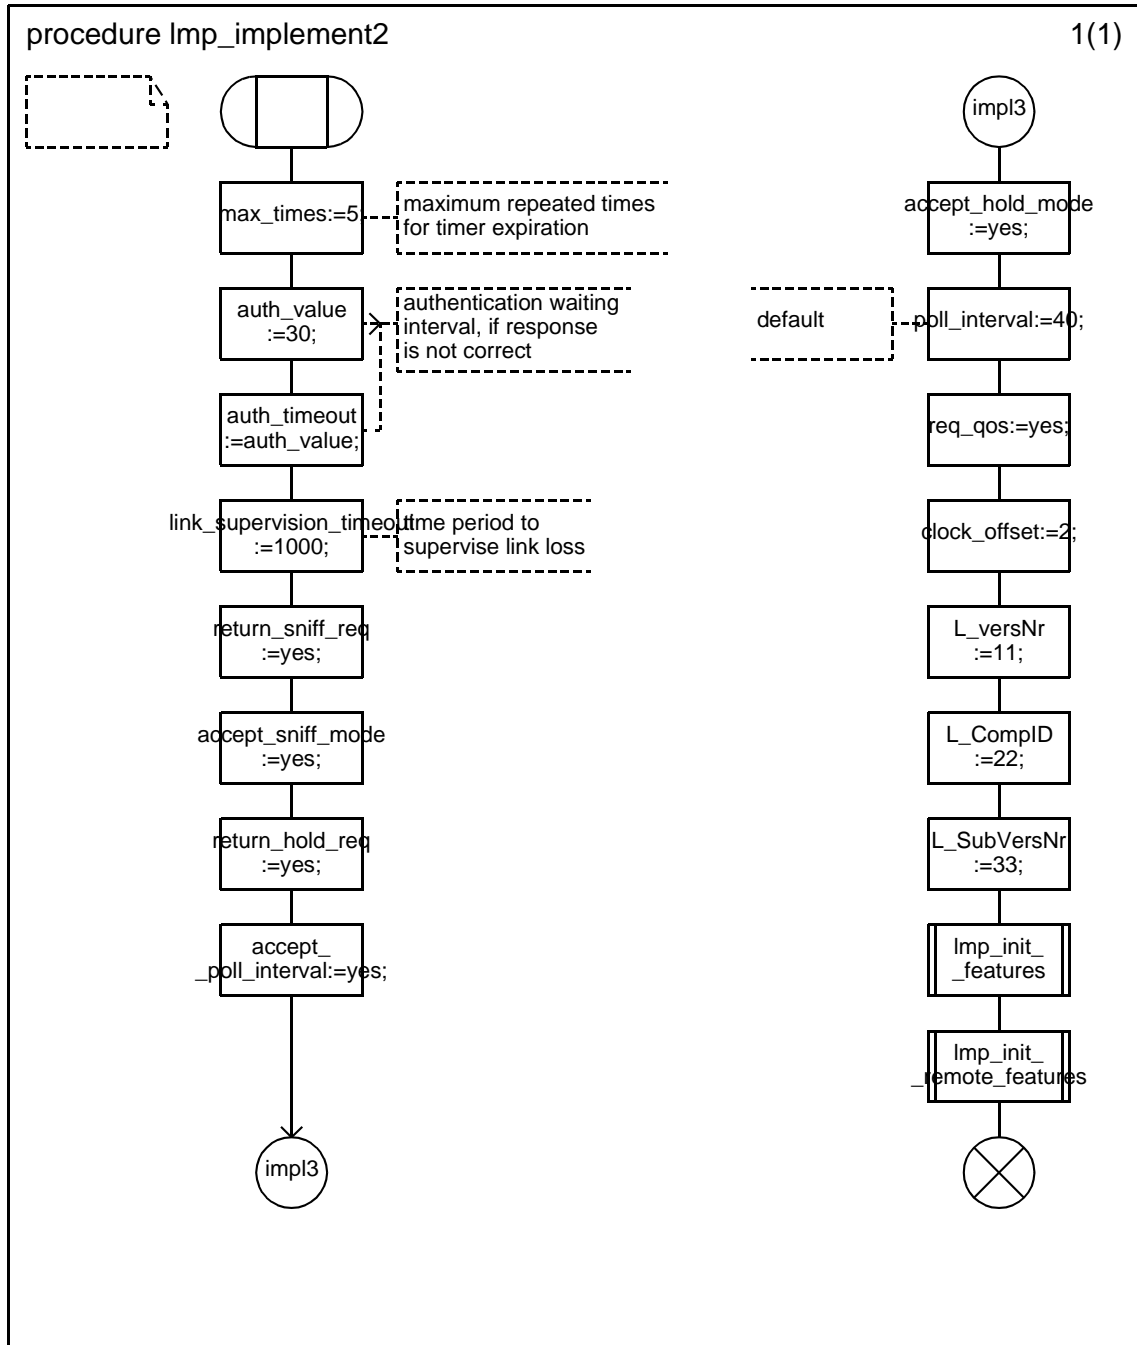 procedure lmp_implement2
1(1)
max_times:=5;
maximum repeated times
for timer expiration
auth_value
:=30;
authentication waiting
interval, if response
is not correct
auth_timeout
:=auth_value;
link_supervision_timeout
:=1000;
time period to
supervise link loss
return_sniff_req
:=yes;
accept_sniff_mode
:=yes;
return_hold_req
:=yes;
accept_
_poll_interval:=yes;
impl3
impl3
accept_hold_mode
:=yes;
default
poll_interval:=40;
req_qos:=yes;
clock_offset:=2;
L_versNr
:=11;
L_CompID
:=22;
L_SubVersNr
:=33;
lmp_init_
_features
lmp_init_
_remote_features